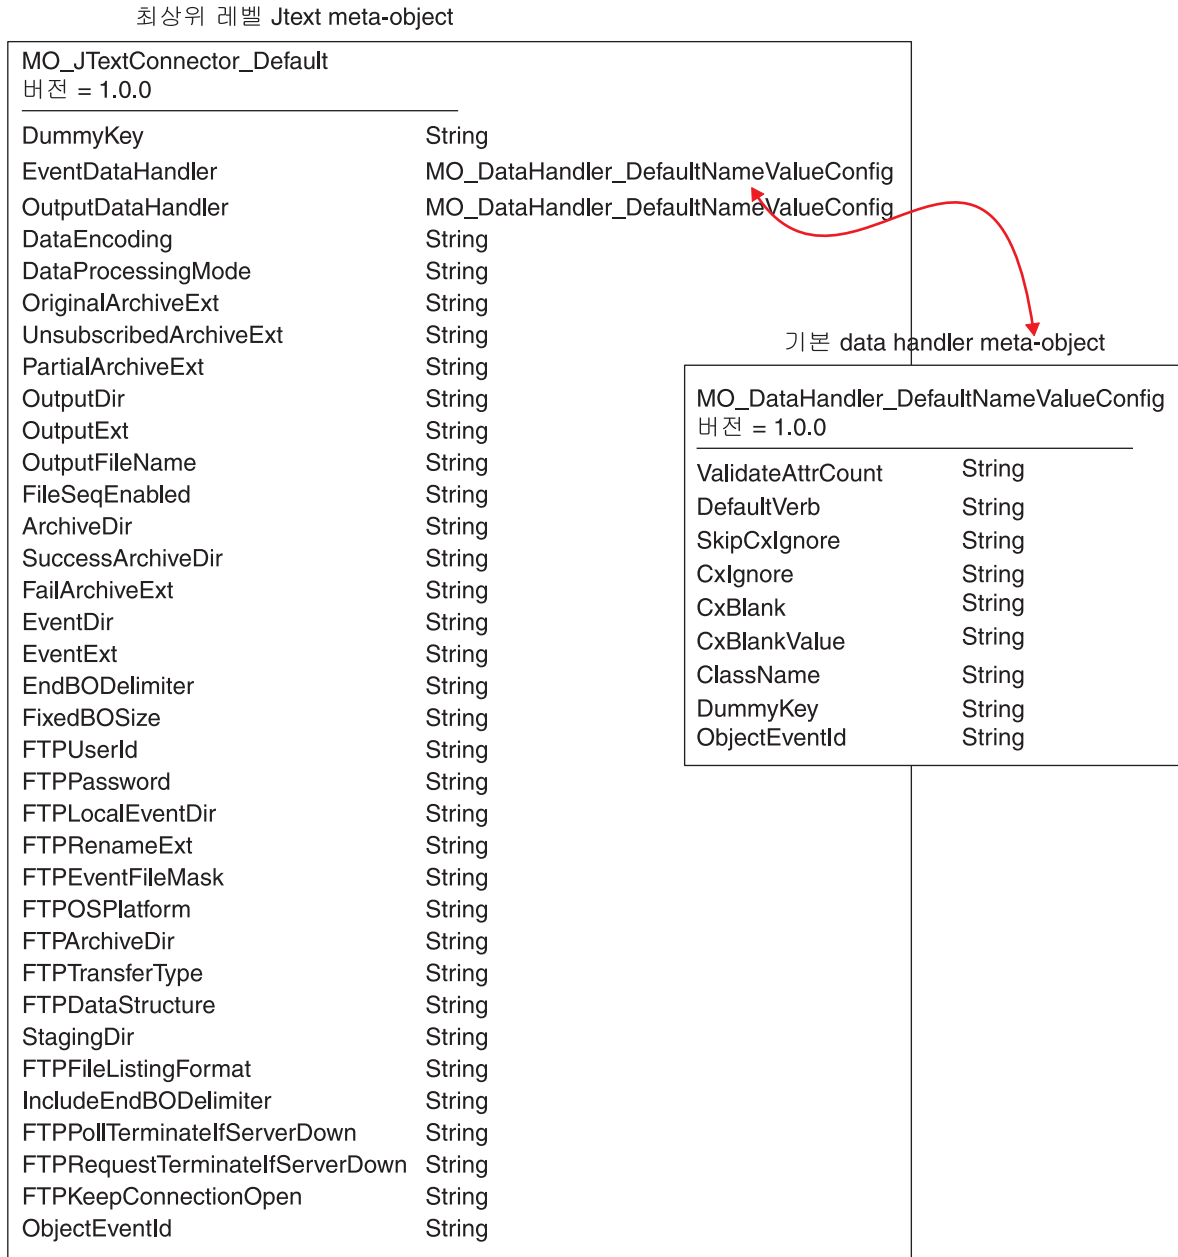 최상위 레벨 Jtext meta-object
MO_JTextConnector_Default
버전 = 1.0.0
DummyKey String
EventDataHandler MO_DataHandler_DefaultNameValueConfig
OutputDataHandler MO_DataHandler_DefaultNameValueConfig
DataEncoding String
DataProcessingMode String
OriginalArchiveExt String
UnsubscribedArchiveExt String
PartialArchiveExt String
OutputDir String
OutputExt String
OutputFileName String
FileSeqEnabled String
ArchiveDir String
SuccessArchiveDir String
FailArchiveExt String
EventDir String
EventExt String
EndBODelimiter String
FixedBOSize String
FTPUserId String
FTPPassword String
FTPLocalEventDir String
FTPRenameExt String
FTPEventFileMask String
FTPOSPlatform String
FTPArchiveDir String
FTPTransferType String
FTPDataStructure String
StagingDir String
FTPFileListingFormat String
IncludeEndBODelimiter String
FTPPollTerminateIfServerDown String
FTPRequestTerminateIfServerDown String
FTPKeepConnectionOpen String
ObjectEventId String
기본 data handler meta-object
MO_DataHandler_DefaultNameValueConfig
버전 = 1.0.0
ValidateAttrCount String
DefaultVerb String
SkipCxIgnore String
CxIgnore String
CxBlank String
CxBlankValue String
ClassName String
DummyKey String
ObjectEventId String